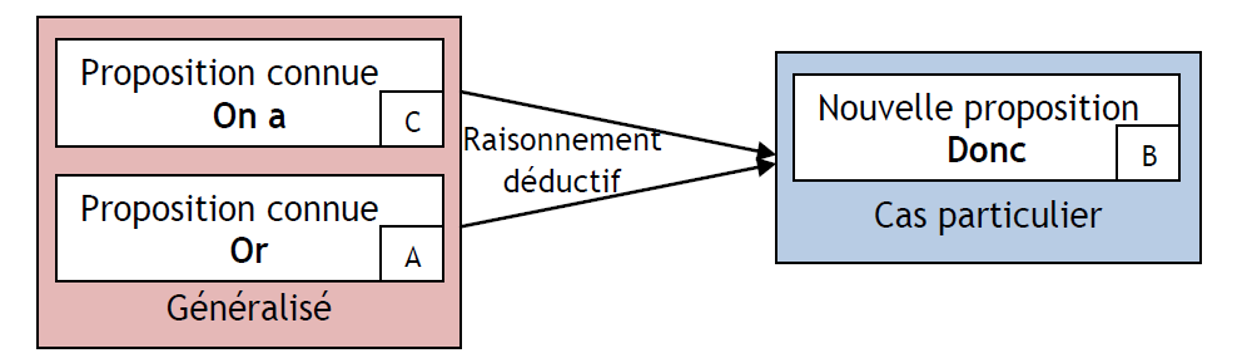 Proposition connue
On a
C
Proposition connue
Or
A
Généralisé
Raisonnement
déductif
Nouvelle proposition
Donc
B
Cas particulier